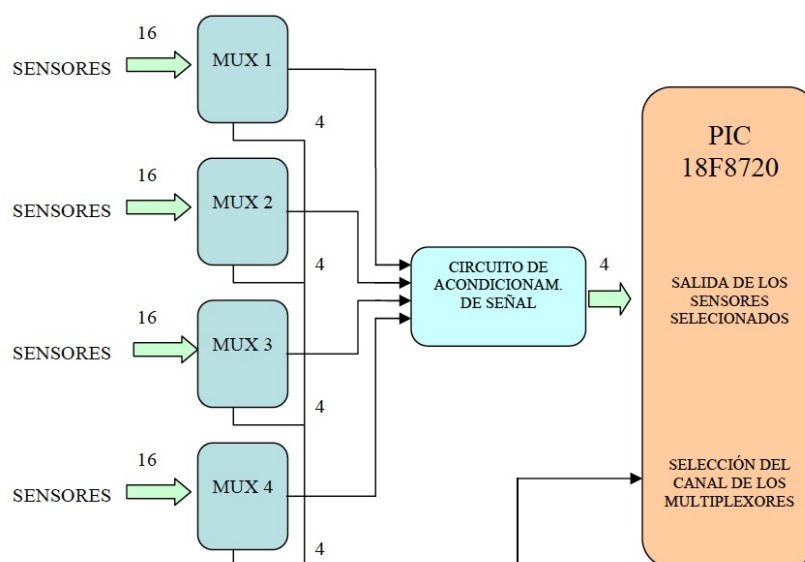 16
SENSORES
MUX 1
4
16
SENSORES
MUX 2
4
16
SENSORES
MUX 3
4
16
SENSORES
MUX 4
4
CIRCUITO DE
ACONDICIONAM.
DE SEÑAL
4
PIC
18F8720
SALIDA DE LOS
SENSORES
SELECIONADOS
SELECCIÓN DEL
CANAL DE LOS
MULTIPLEXORES